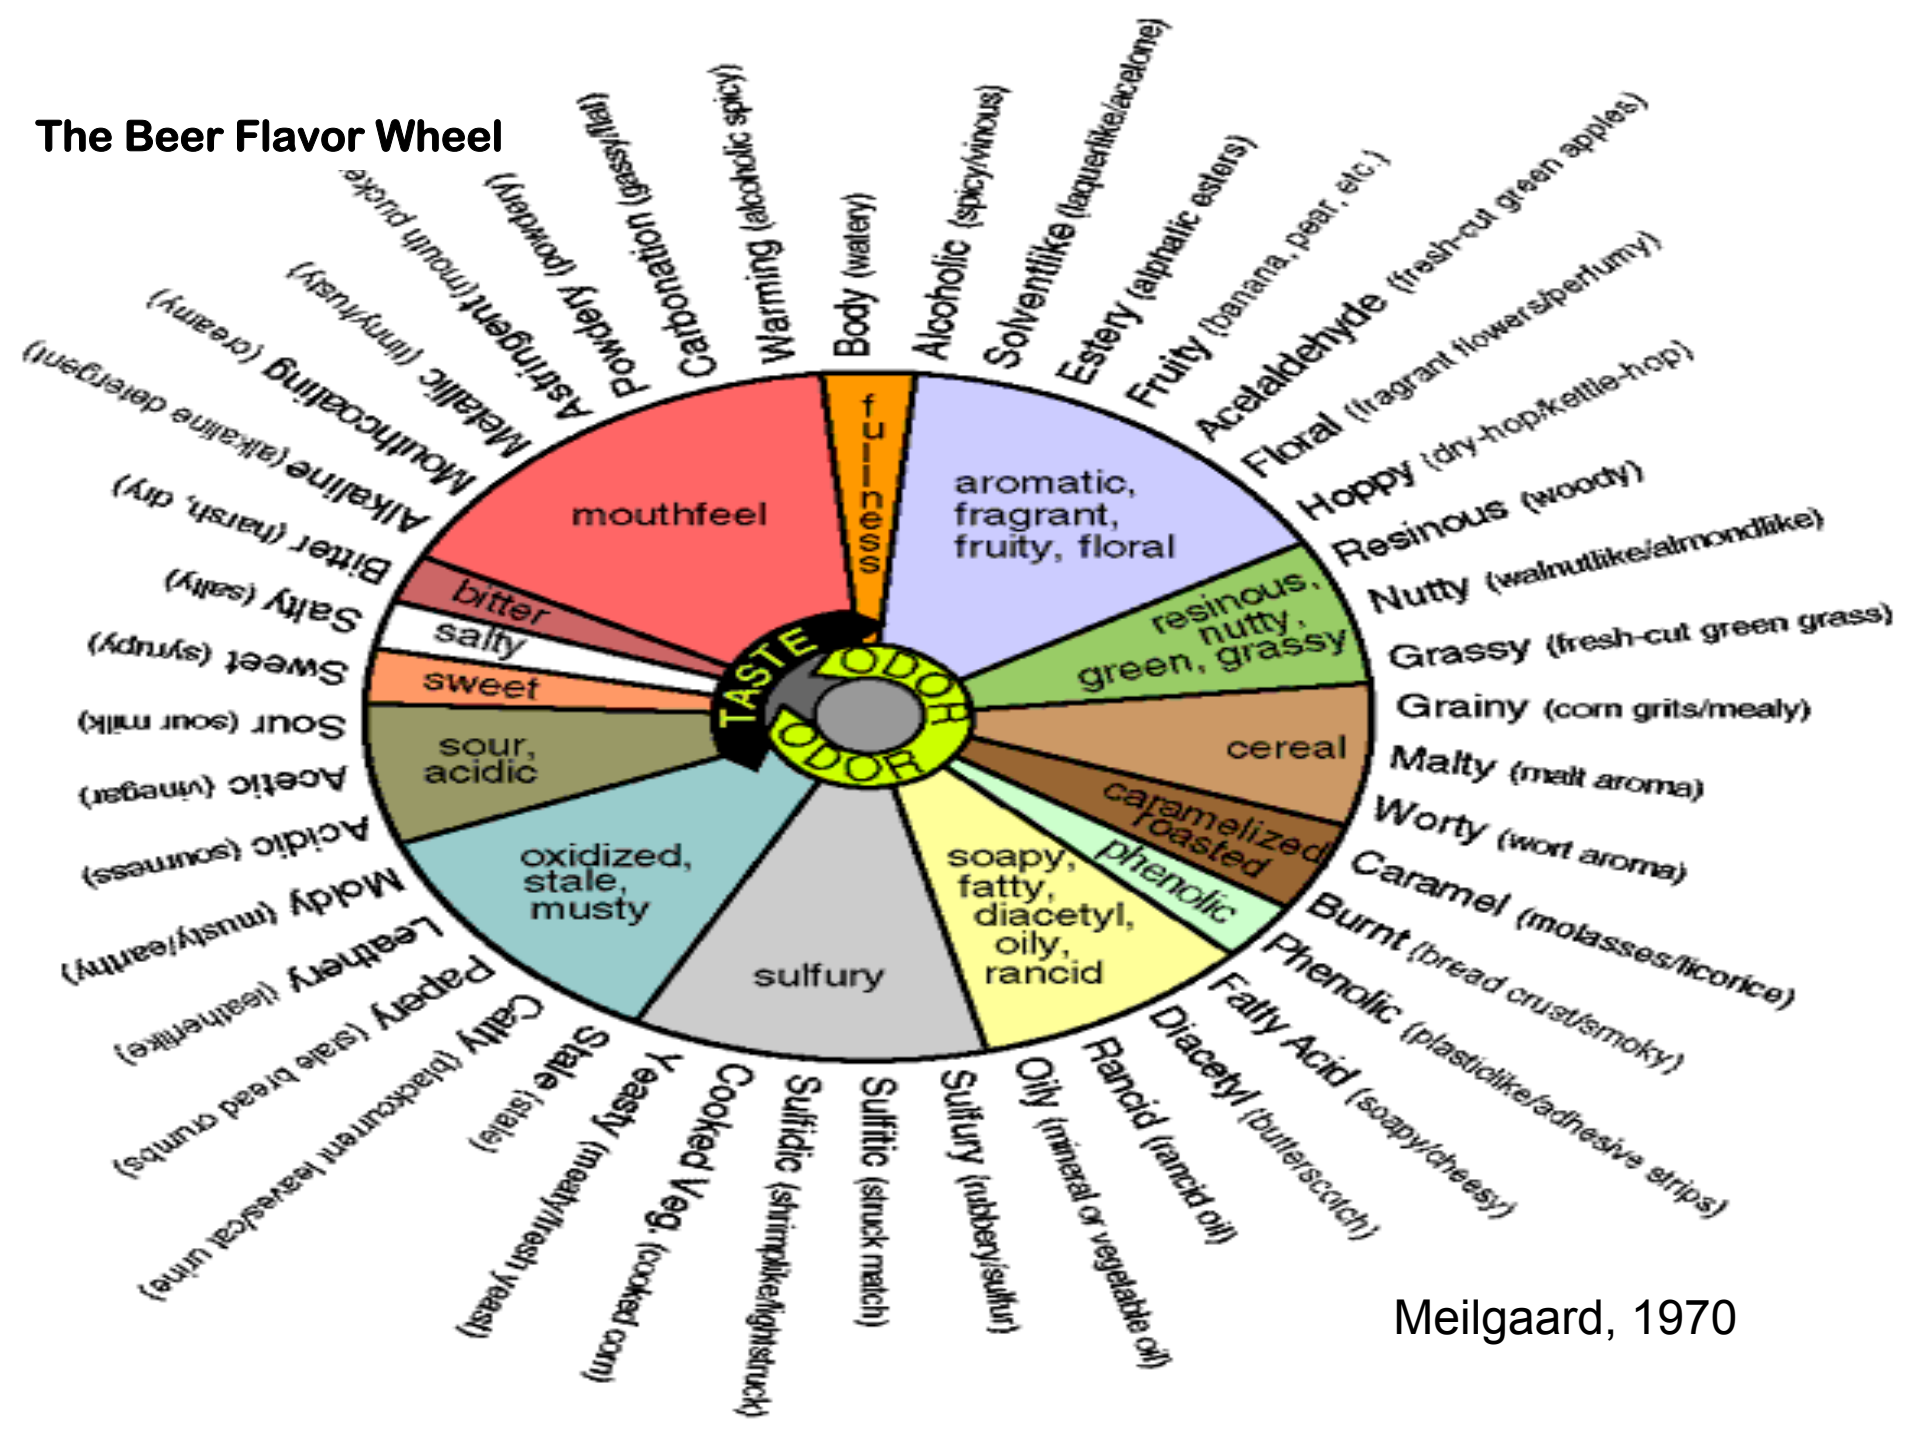 The Beer Flavor Wheel
Body (watery)
Alcoholic (spicy/vinous)
Solventlike (laquerlike/acetone)
Estery (alphatic esters)
Fruity (banana, pear, etc.)
Acetaldehyde (fresh-cut green apples)
Floral (fragrant flowers/perfumy)
Hoppy (dry-hop/kettle-hop)
Resinous (woody)
Nutty (walnutlike/almondlike)
Grassy (fresh-cut green grass)
Grainy (corn grits/mealy)
Malty (malt aroma)
Worty (wort aroma)
Caramel (molasses/licorice)
Burnt (bread crust/smoky)
Phenolic (plasticlike/adhesive strips)
Fatty Acid (soapy/cheesy)
Diacetyl (butterscotch)
Rancid (rancid oil)
Oily (mineral or vegetable oil)
Sulfury (rubbery/sulfur)
Sulfitic (struck match)
Sulfidic (shrimplike/lightstruck)
Cooked Veg. (cooked corn)
Yeasty (meaty/fresh yeast)
Stale (stale)
Catty (blackcurrent leaves/cat urine)
Papery (stale bread crumbs)
Leathery (leatherlike)
Moldy (musty/earthy)
Acidic (sourness)
Acetic (vinegar)
Sour (sour milk)
Sweet (syrupy)
Salty (salty)
Bitter (harsh, dry)
Alkaline (alkaline detergent)
Mouthcoating (creamy)
Metallic (tinny/rusty)
Astringent (mouth pucke
Powdery (powdery)
Carbonation (gassy/flat)
Warming (alcoholic spicy)
fullness
aromatic,
fragrant,
fruity, floral
resinous,
nutty,
green, grassy
cereal
caramelized
roasted
phenolic
soapy,
fatty,
diacetyl,
oily,
rancid
sulfury
oxidized,
stale,
musty
sour,
acidic
sweet
salty
bitter
mouthfeel
TASTE
ODOR
ODOR
Meilgaard, 1970